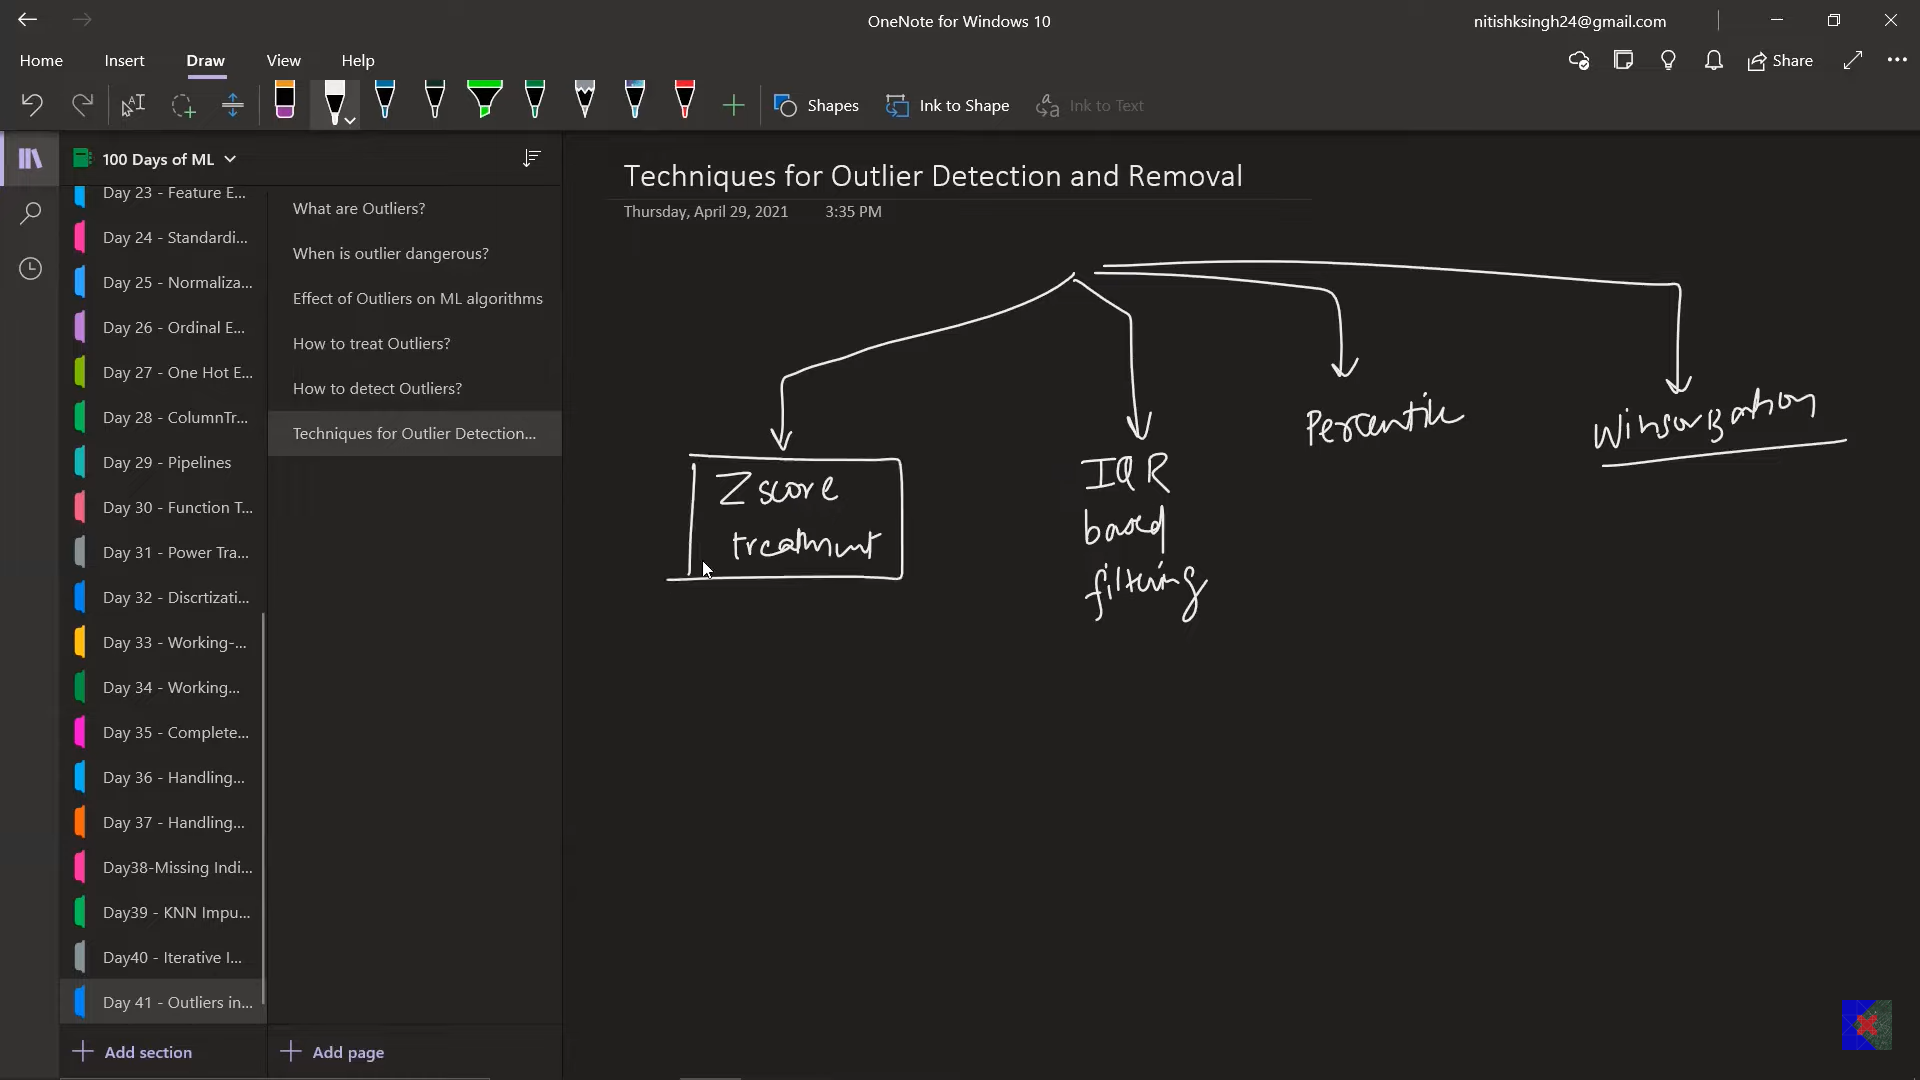 OneNote for Windows 10
nitishksingh24@gmail.com
Home
Insert
Draw
View
Help
Share
Shapes
Ink to Shape
Ink to Text
100 Days of ML
Day 23 - Feature E...
Day 24 - Standardi...
Day 25 - Normaliza...
Day 26 - Ordinal E...
Day 27 - One Hot E...
Day 28 - ColumnTr...
Day 29 - Pipelines
Day 30 - Function T...
Day 31 - Power Tra...
Day 32 - Discrtizati...
Day 33 - Working-...
Day 34 - Working...
Day 35 - Complete...
Day 36 - Handling...
Day 37 - Handling...
Day38-Missing Indi...
Day39 - KNN Impu...
Day40 - Iterative I...
Day 41 - Outliers in...
Add section
What are Outliers?
When is outlier dangerous?
Effect of Outliers on ML algorithms
How to treat Outliers?
How to detect Outliers?
Techniques for Outlier Detection...
Add page
Techniques for Outlier Detection and Removal
Thursday, April 29, 2021
3:35 PM
Z score
treatment
IQR
based
filtering
Percentile
Winsorization